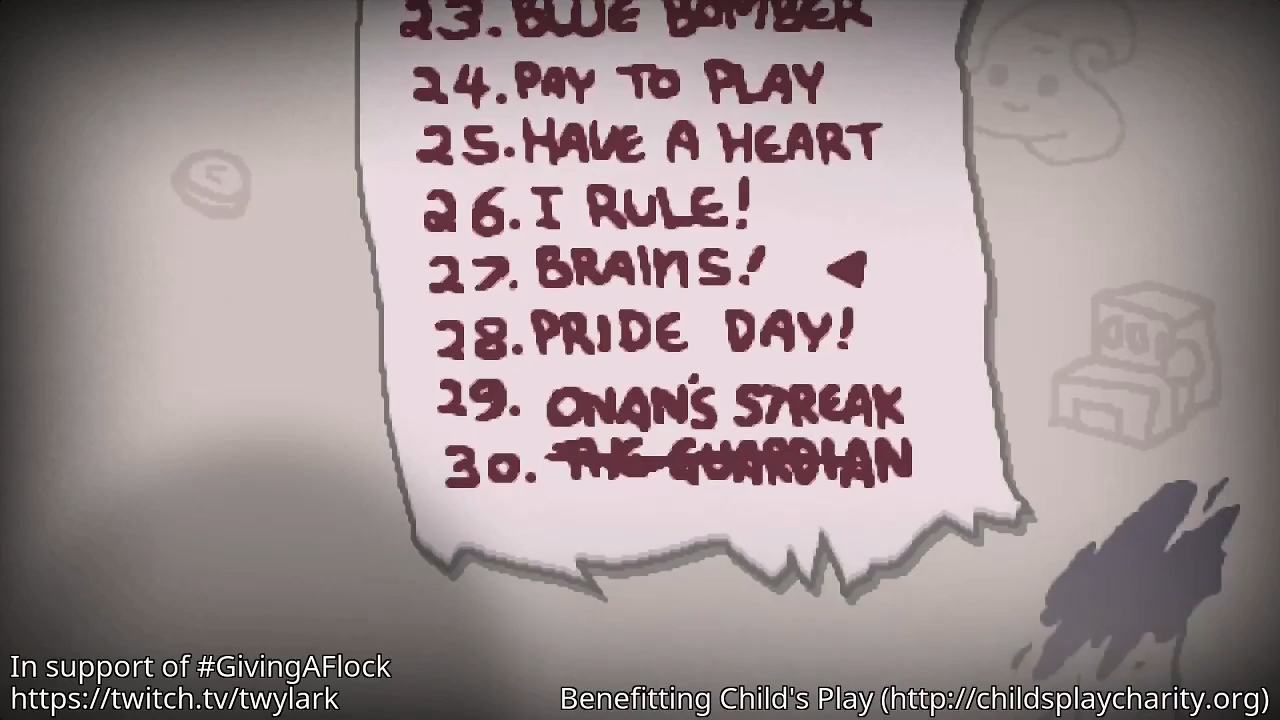 23. BLUE BOMBER
24. PAY TO PLAY
25. HAVE A HEART
26. I RULE!
27. BRAINS!
28. PRIDE DAY!
29. ONAN'S STREAK
30. THE GUARDIAN
In support of #GivingAFlock
https://twitch.tv/twylark
Benefitting Child's Play (http://childsplaycharity.org)